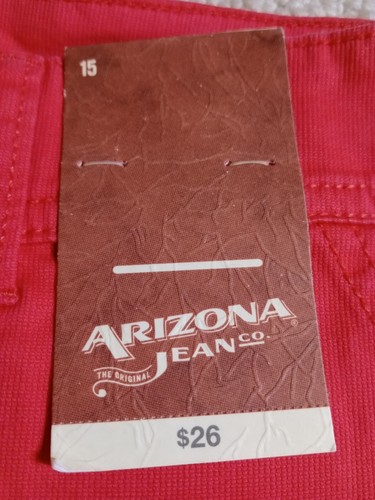 15
ARIZONA®
JEAN CO.
THE ORIGINAL
$26